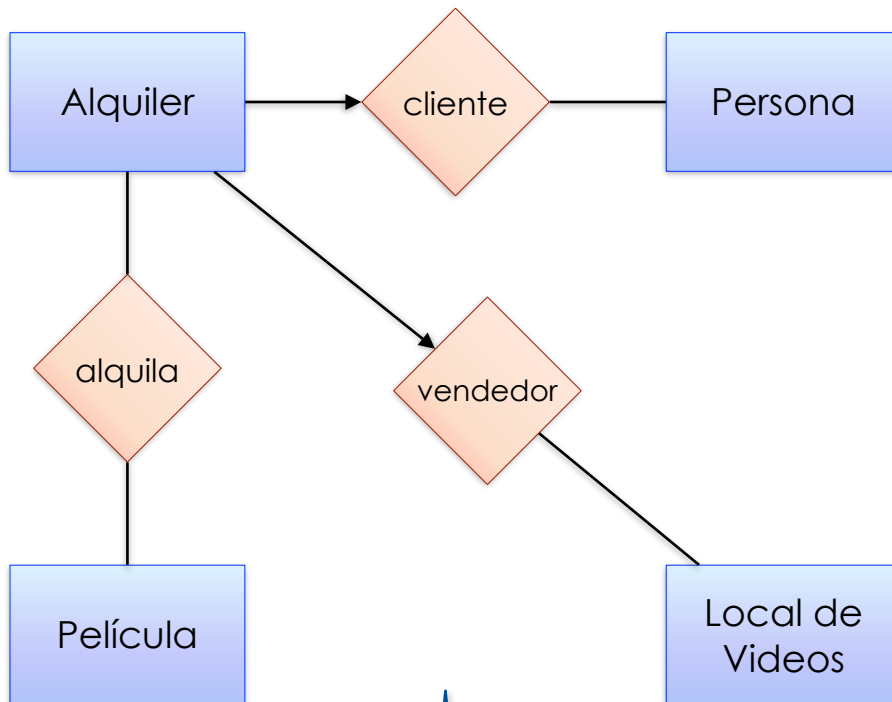 Alquiler
cliente
Persona
alquila
vendedor
Película
Local de
Videos